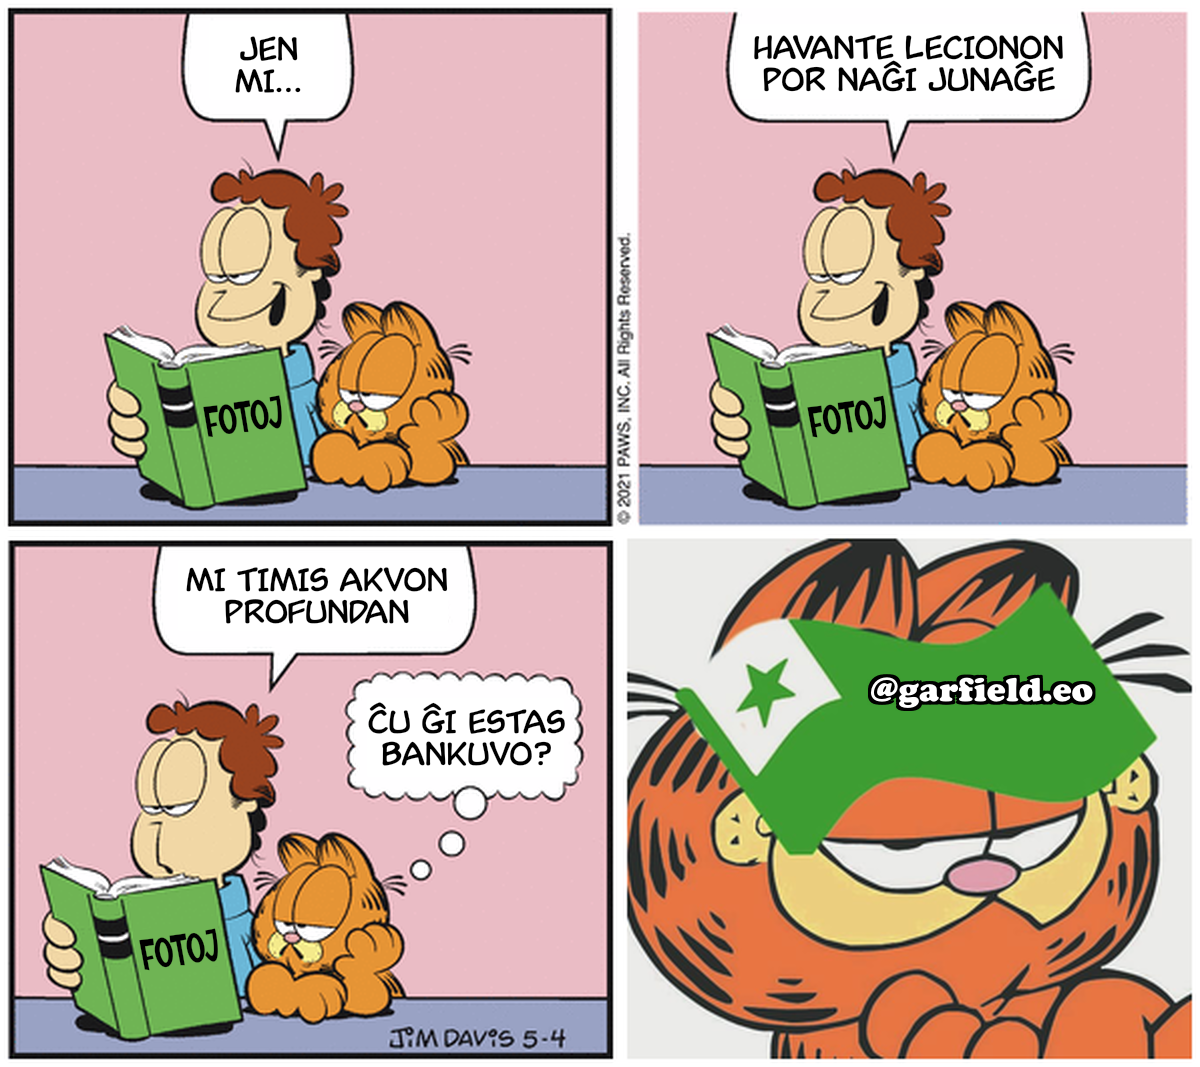 JEN
MI...
FOTOJ
© 2021 PAWS, INC. All Rights Reserved.
HAVANTE LECIONON
POR NAĜI JUNAĜE
FOTOJ
MI TIMIS AKVON
PROFUNDAN
ĈU ĜI ESTAS
BANKUVO?
FOTOJ
JIM DAVIS 5-4
@garfield.eo